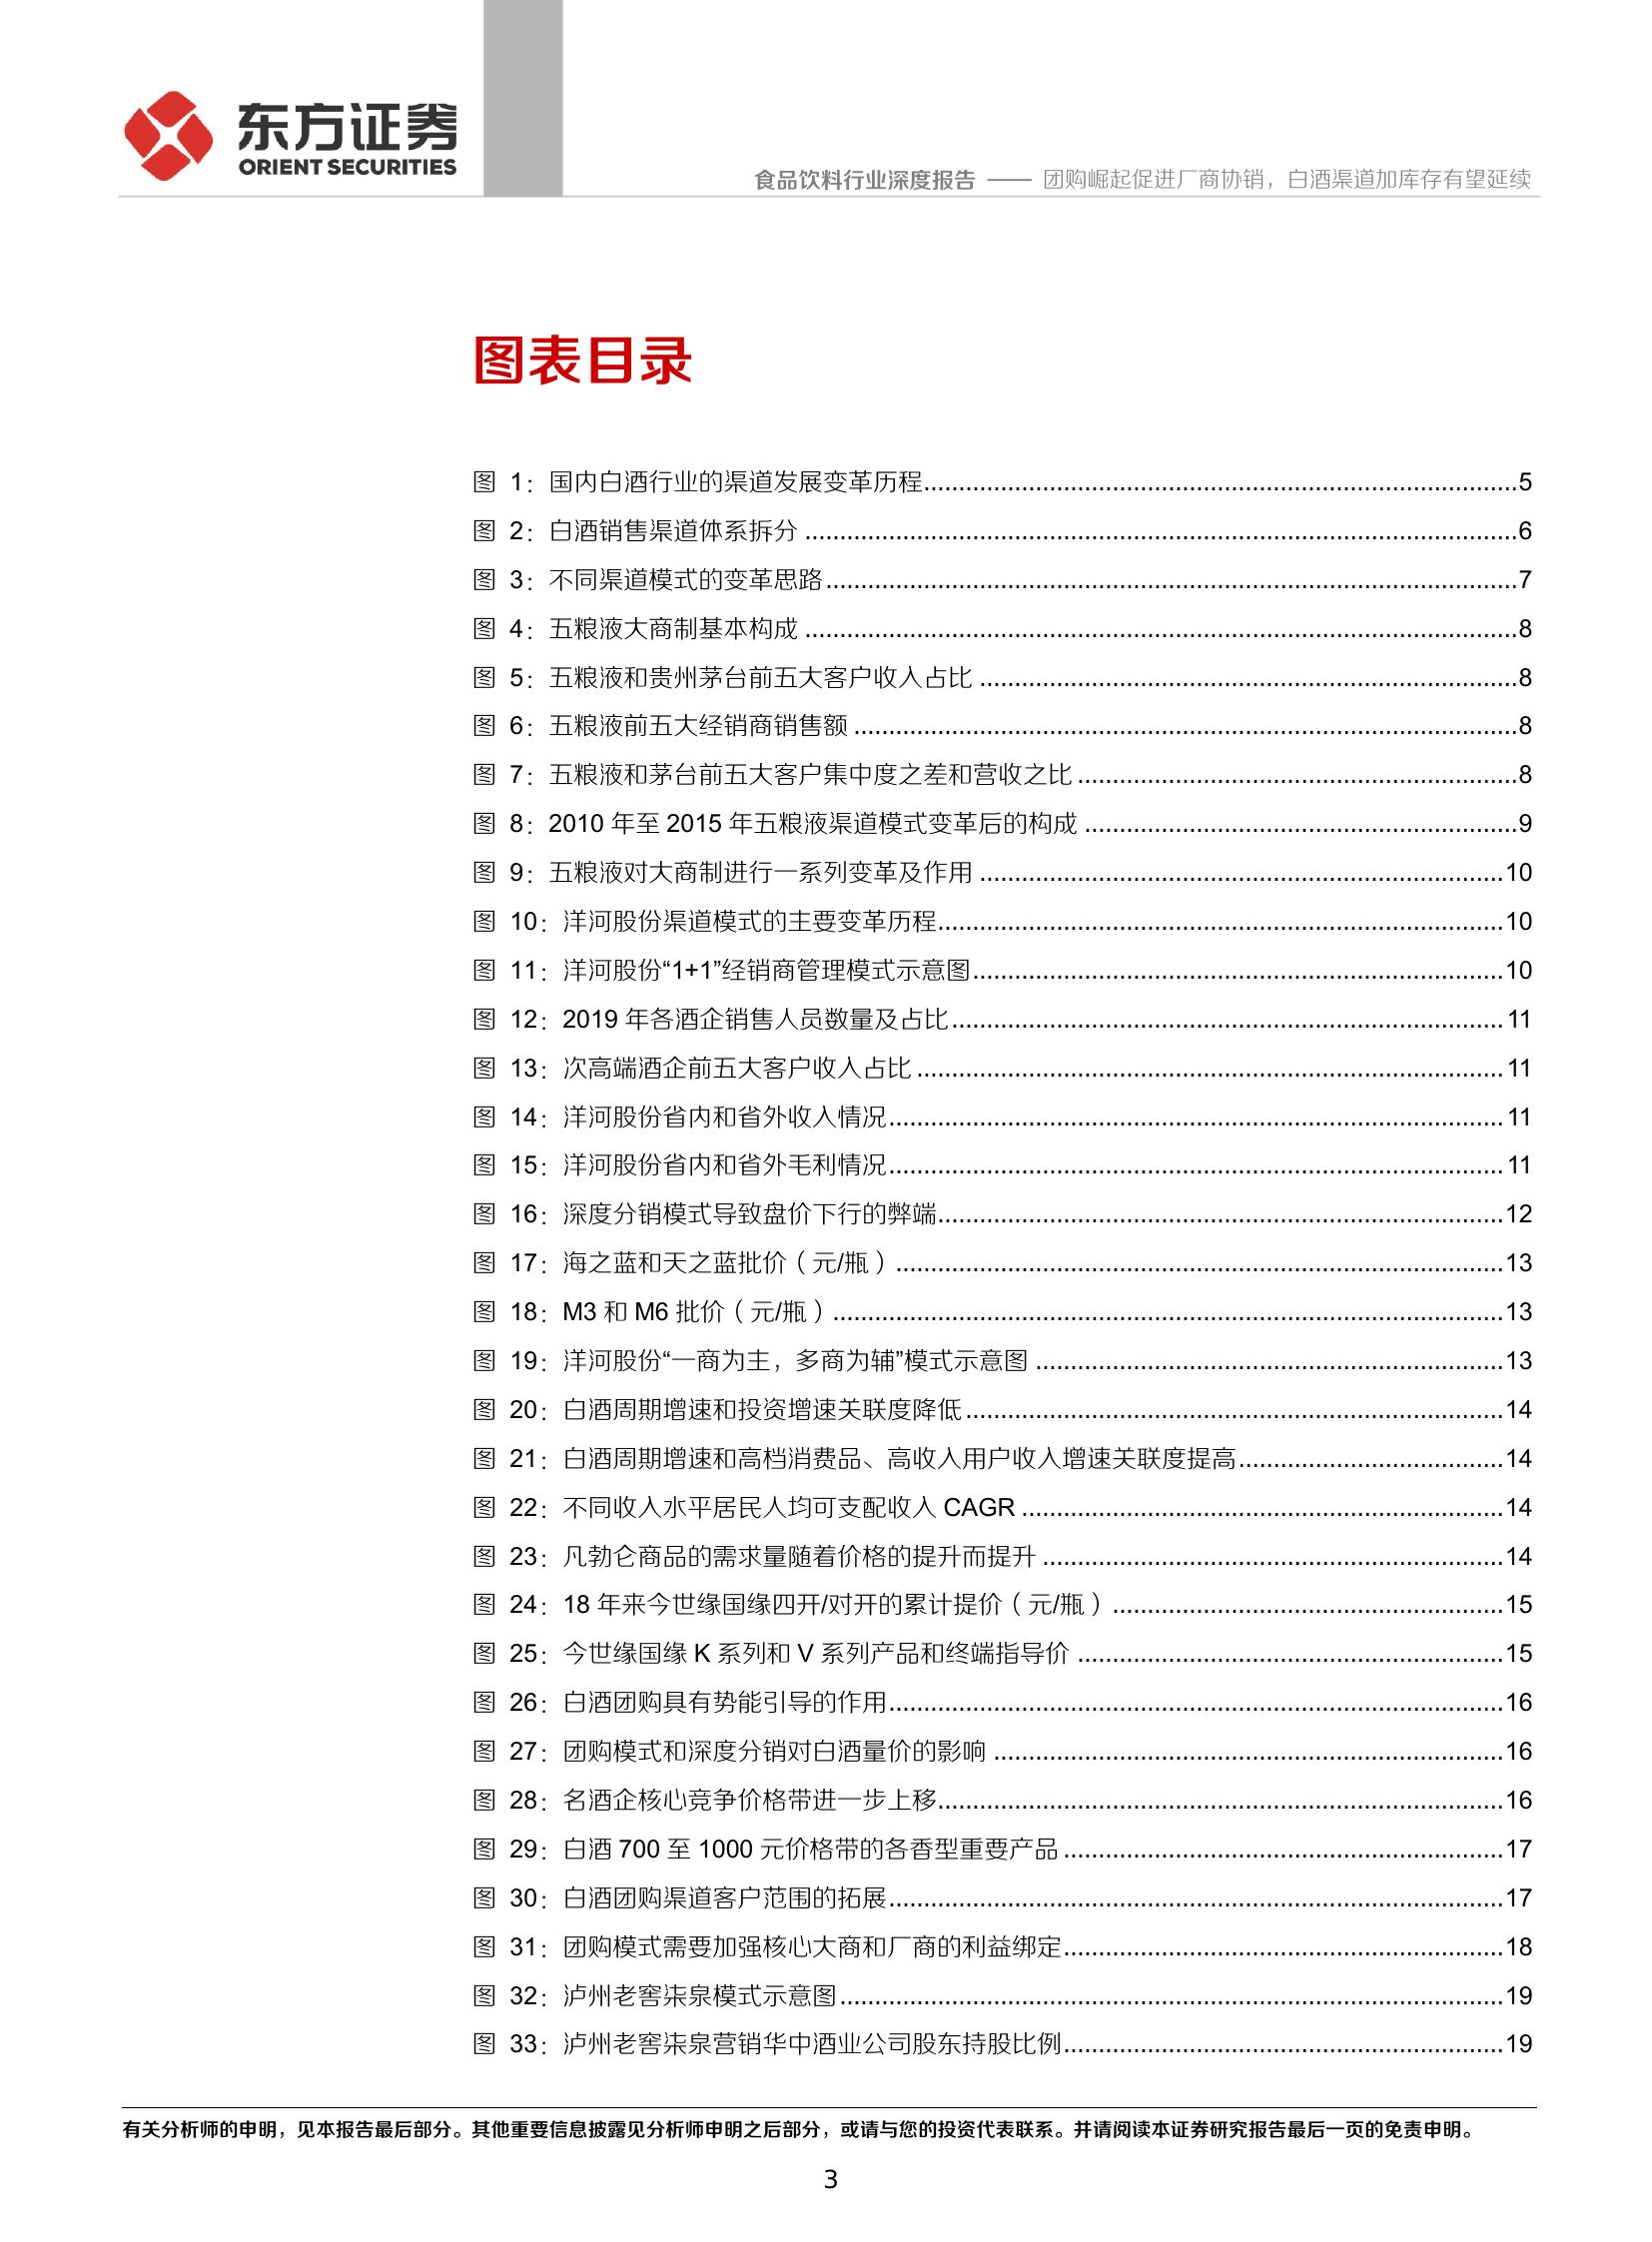 东方证券
ORIENT SECURITIES
食品饮料行业深度报告 —— 团购崛起促进厂商协销，白酒渠道加库存有望延续
图表目录
图 1：国内白酒行业的渠道发展变革历程....................5
图 2：白酒销售渠道体系拆分....................6
图 3：不同渠道模式的变革思路....................7
图 4：五粮液大商制基本构成....................8
图 5：五粮液和贵州茅台前五大客户收入占比....................8
图 6：五粮液前五大经销商销售额....................8
图 7：五粮液和茅台前五大客户集中度之差和营收之比....................8
图 8：2010 年至 2015 年五粮液渠道模式变革后的构成....................9
图 9：五粮液对大商制进行一系列变革及作用....................10
图 10：洋河股份渠道模式的主要变革历程....................10
图 11：洋河股份“1+1”经销商管理模式示意图....................10
图 12：2019 年各酒企销售人员数量及占比....................11
图 13：次高端酒企前五大客户收入占比....................11
图 14：洋河股份省内和省外收入情况....................11
图 15：洋河股份省内和省外毛利情况....................11
图 16：深度分销模式导致盘价下行的弊端....................12
图 17：海之蓝和天之蓝批价（元/瓶）....................13
图 18：M3 和 M6 批价（元/瓶）....................13
图 19：洋河股份“一商为主，多商为辅”模式示意图....................13
图 20：白酒周期增速和投资增速关联度降低....................14
图 21：白酒周期增速和高档消费品、高收入用户收入增速关联度提高....................14
图 22：不同收入水平居民人均可支配收入 CAGR....................14
图 23：凡勃仑商品的需求量随着价格的提升而提升....................14
图 24：18 年来今世缘国缘四开/对开的累计提价（元/瓶）....................15
图 25：今世缘国缘 K 系列和 V 系列产品和终端指导价....................15
图 26：白酒团购具有势能引导的作用....................16
图 27：团购模式和深度分销对白酒量价的影响....................16
图 28：名酒企核心竞争价格带进一步上移....................16
图 29：白酒 700 至 1000 元价格带的各香型重要产品....................17
图 30：白酒团购渠道客户范围的拓展....................17
图 31：团购模式需要加强核心大商和厂商的利益绑定....................18
图 32：泸州老窖柒泉模式示意图....................19
图 33：泸州老窖柒泉营销华中酒业公司股东持股比例....................19
有关分析师的申明，见本报告最后部分。其他重要信息披露见分析师申明之后部分，或请与您的投资代表联系。并请阅读本证券研究报告最后一页的免责申明。
3